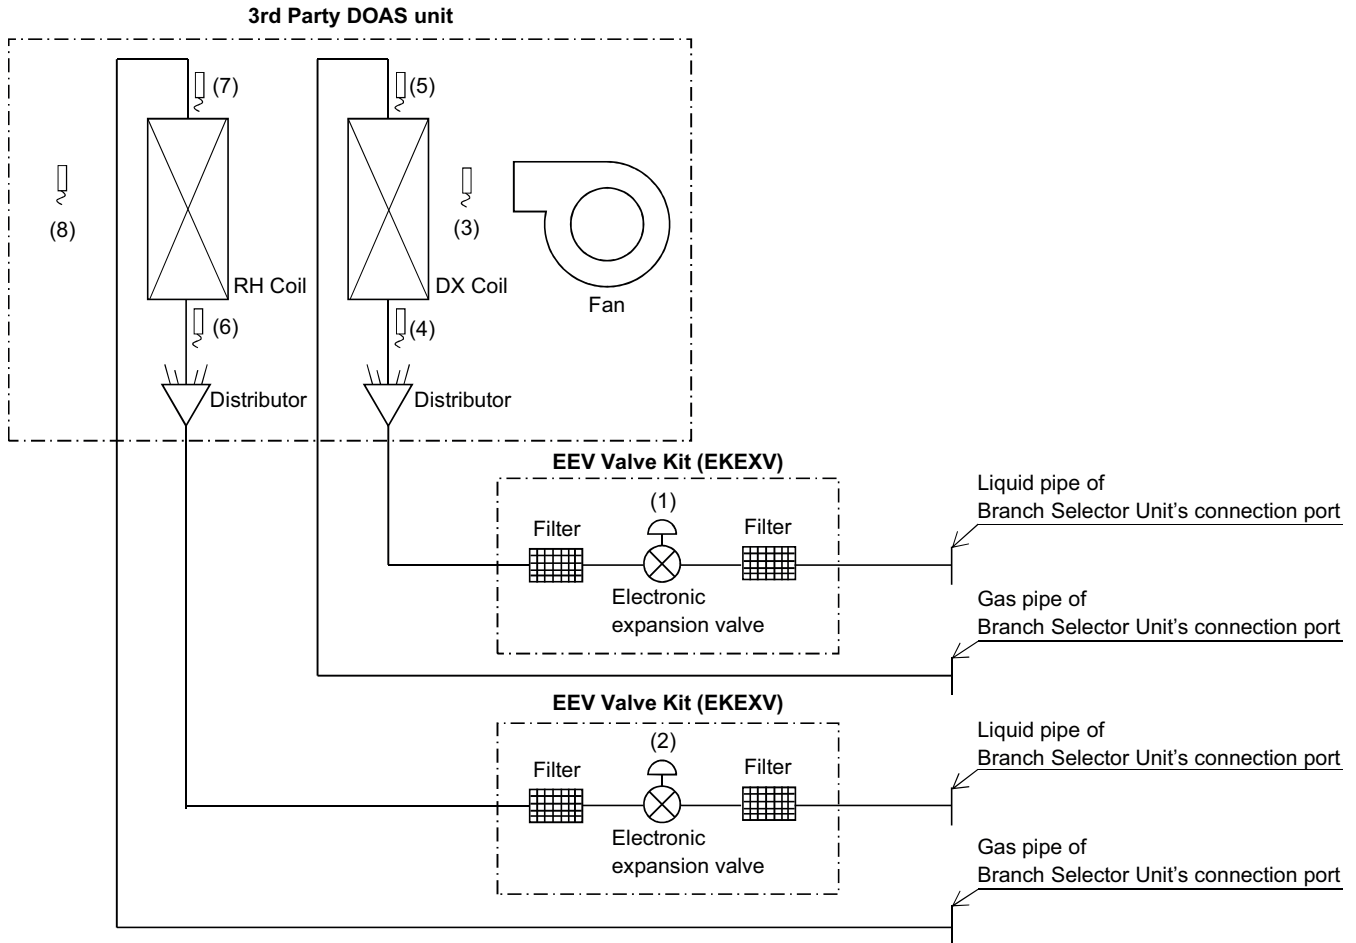 3rd Party DOAS unit
(7)
(5)
(8)
(3)
RH Coil
DX Coil
Fan
(6)
(4)
Distributor
Distributor
EEV Valve Kit (EKEXV)
(1)
Filter
Filter
Electronic
expansion valve
Liquid pipe of
Branch Selector Unit's connection port
Gas pipe of
Branch Selector Unit's connection port
EEV Valve Kit (EKEXV)
(2)
Filter
Filter
Electronic
expansion valve
Liquid pipe of
Branch Selector Unit's connection port
Gas pipe of
Branch Selector Unit's connection port